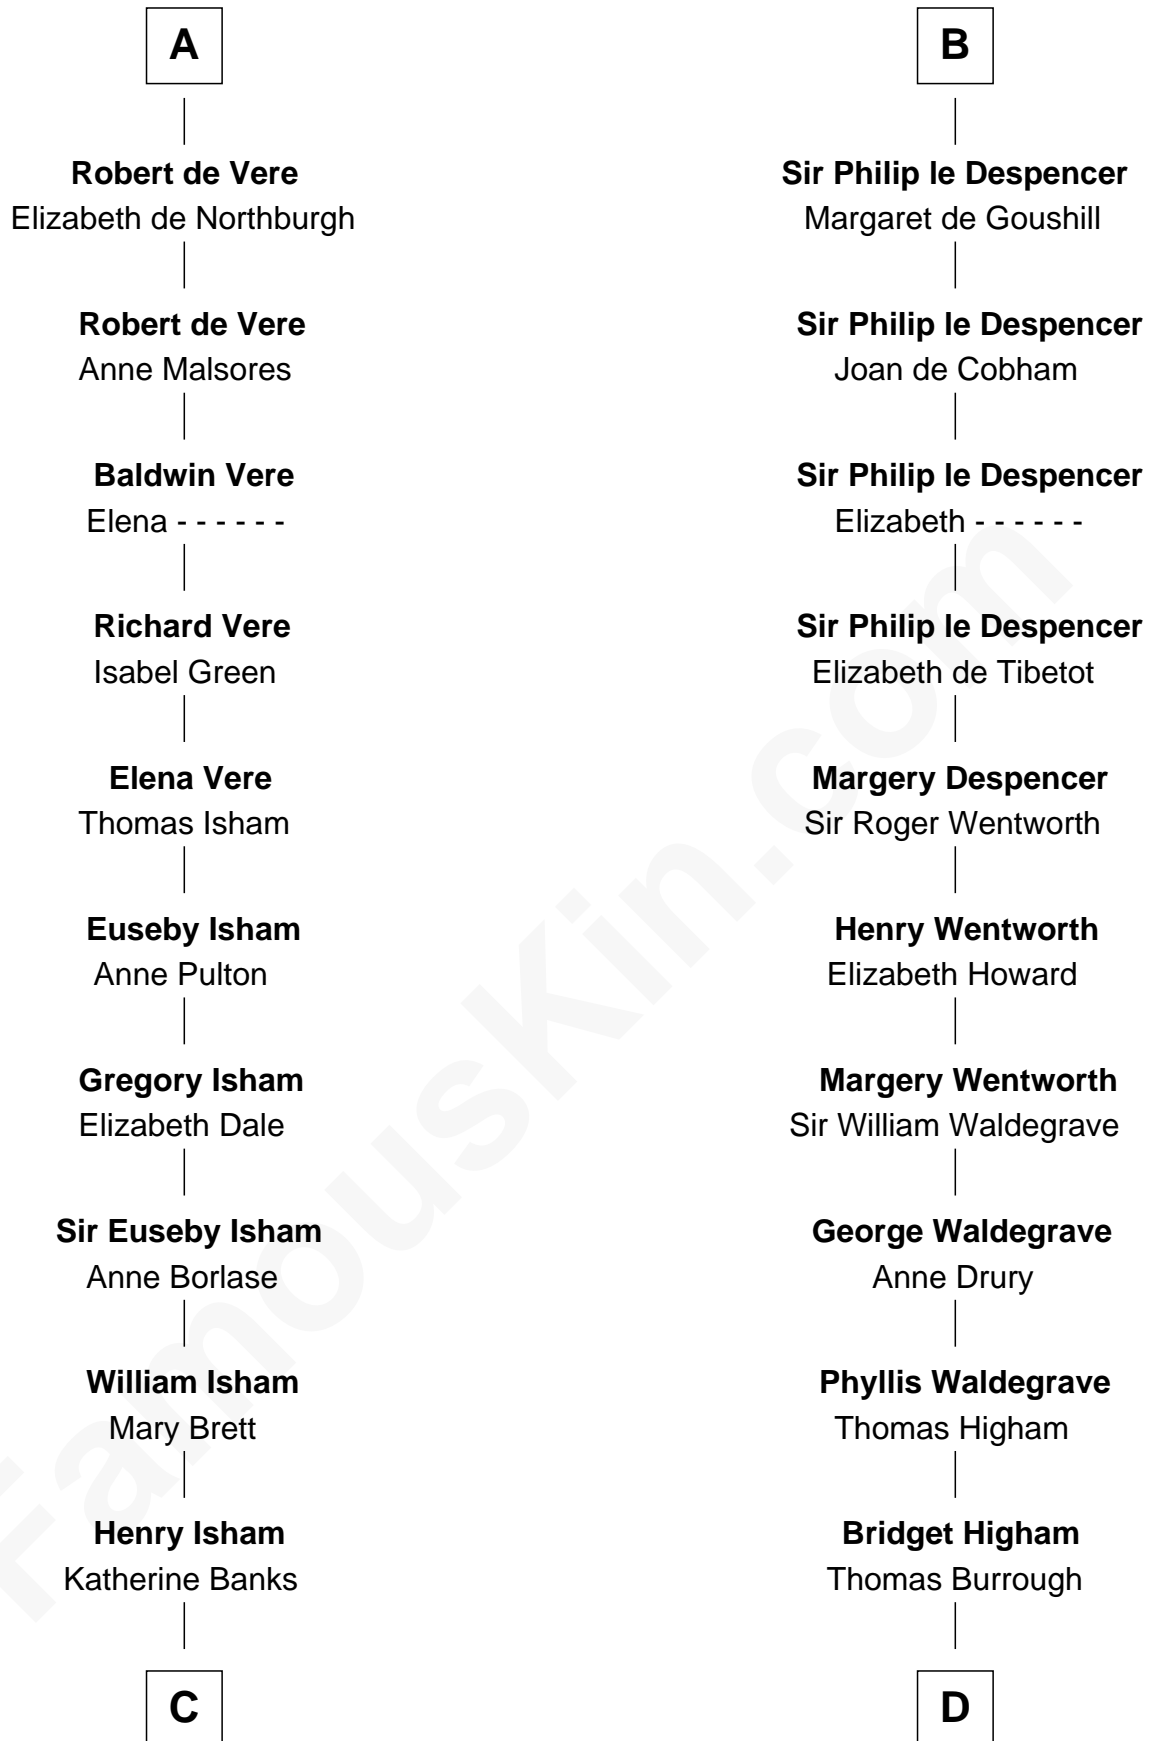 A
Robert de Vere
Elizabeth de Northburgh
Robert de Vere
Anne Malsores
Baldwin Vere
Elena - - - - - -
Richard Vere
Isabel Green
Elena Vere
Thomas Isham
Euseby Isham
Anne Pulton
Gregory Isham
Elizabeth Dale
Sir Euseby Isham
Anne Borlase
William Isham
Mary Brett
Henry Isham
Katherine Banks
C
B
Sir Philip le Despencer
Margaret de Goushill
Sir Philip le Despencer
Joan de Cobham
Sir Philip le Despencer
Elizabeth - - - - - -
Sir Philip le Despencer
Elizabeth de Tibetot
Margery Despencer
Sir Roger Wentworth
Henry Wentworth
Elizabeth Howard
Margery Wentworth
Sir William Waldegrave
George Waldegrave
Anne Drury
Phyllis Waldegrave
Thomas Higham
Bridget Higham
Thomas Burrough
D
FamousKin.com